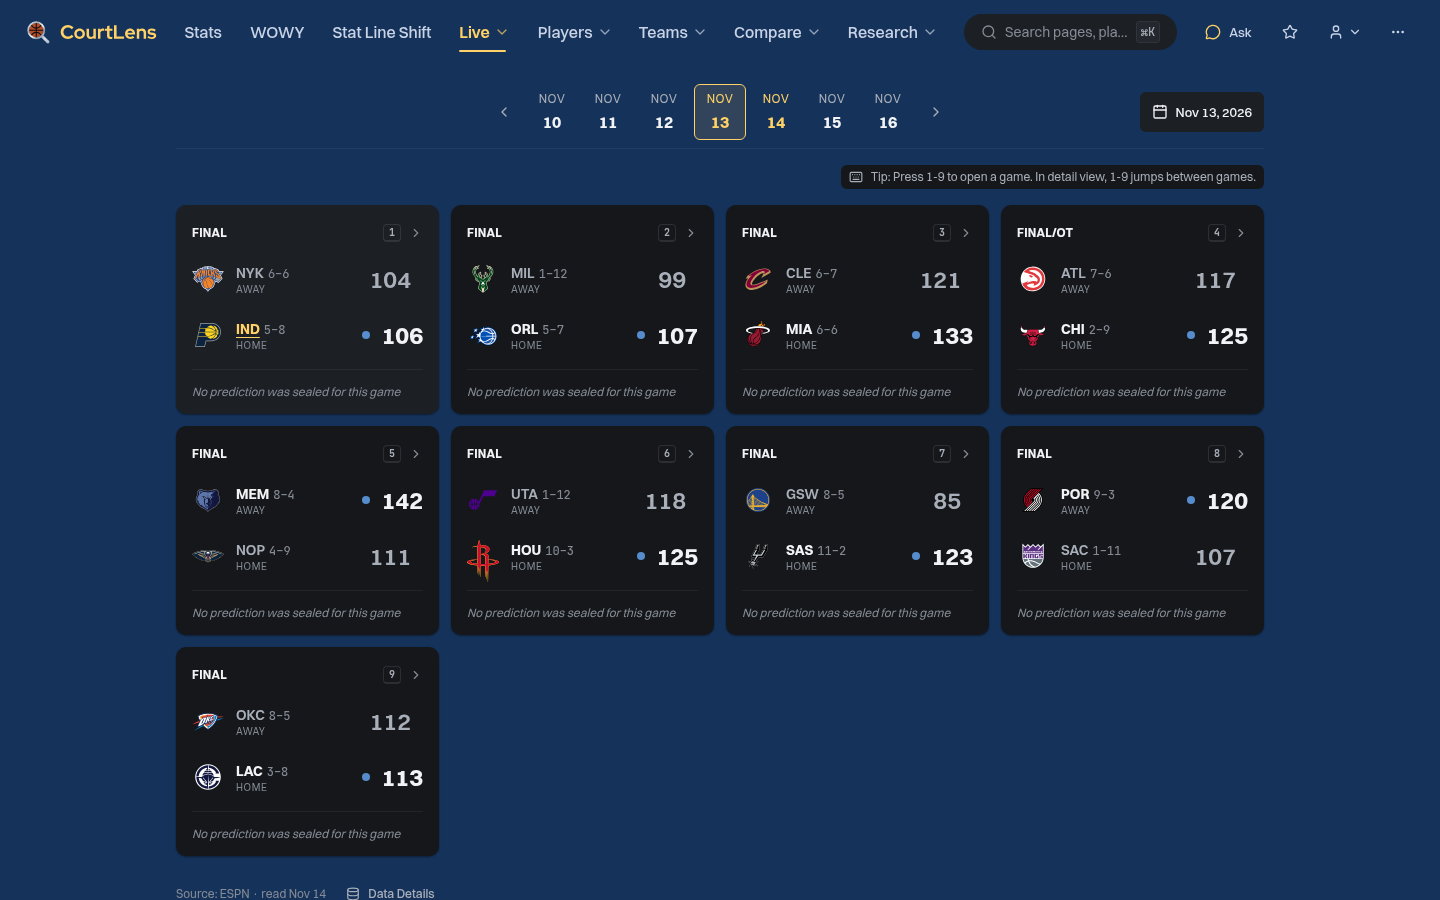 CourtLens Stats WOWY Stat Line Shift Live Players Teams Compare Research Search pages, pla... ⌘K Ask
NOV NOV NOV NOV NOV NOV NOV
10 11 12 13 14 15 16
Nov 13, 2026
Tip: Press 1-9 to open a game. In detail view, 1-9 jumps between games.
FINAL 1
NYK 6–6 104
AWAY
IND 5–8 106
HOME
No prediction was sealed for this game
FINAL 2
MIL 1–12 99
AWAY
ORL 5–7 107
HOME
No prediction was sealed for this game
FINAL 3
CLE 6–7 121
AWAY
MIA 6–6 133
HOME
No prediction was sealed for this game
FINAL/OT 4
ATL 7–6 117
AWAY
CHI 2–9 125
HOME
No prediction was sealed for this game
FINAL 5
MEM 8–4 142
AWAY
NOP 4–9 111
HOME
No prediction was sealed for this game
FINAL 6
UTA 1–12 118
AWAY
HOU 10–3 125
HOME
No prediction was sealed for this game
FINAL 7
GSW 8–5 85
AWAY
SAS 11–2 123
HOME
No prediction was sealed for this game
FINAL 8
POR 9–3 120
AWAY
SAC 1–11 107
HOME
No prediction was sealed for this game
FINAL 9
OKC 8–5 112
AWAY
LAC 3–8 113
HOME
No prediction was sealed for this game
Source: ESPN · read Nov 14 Data Details